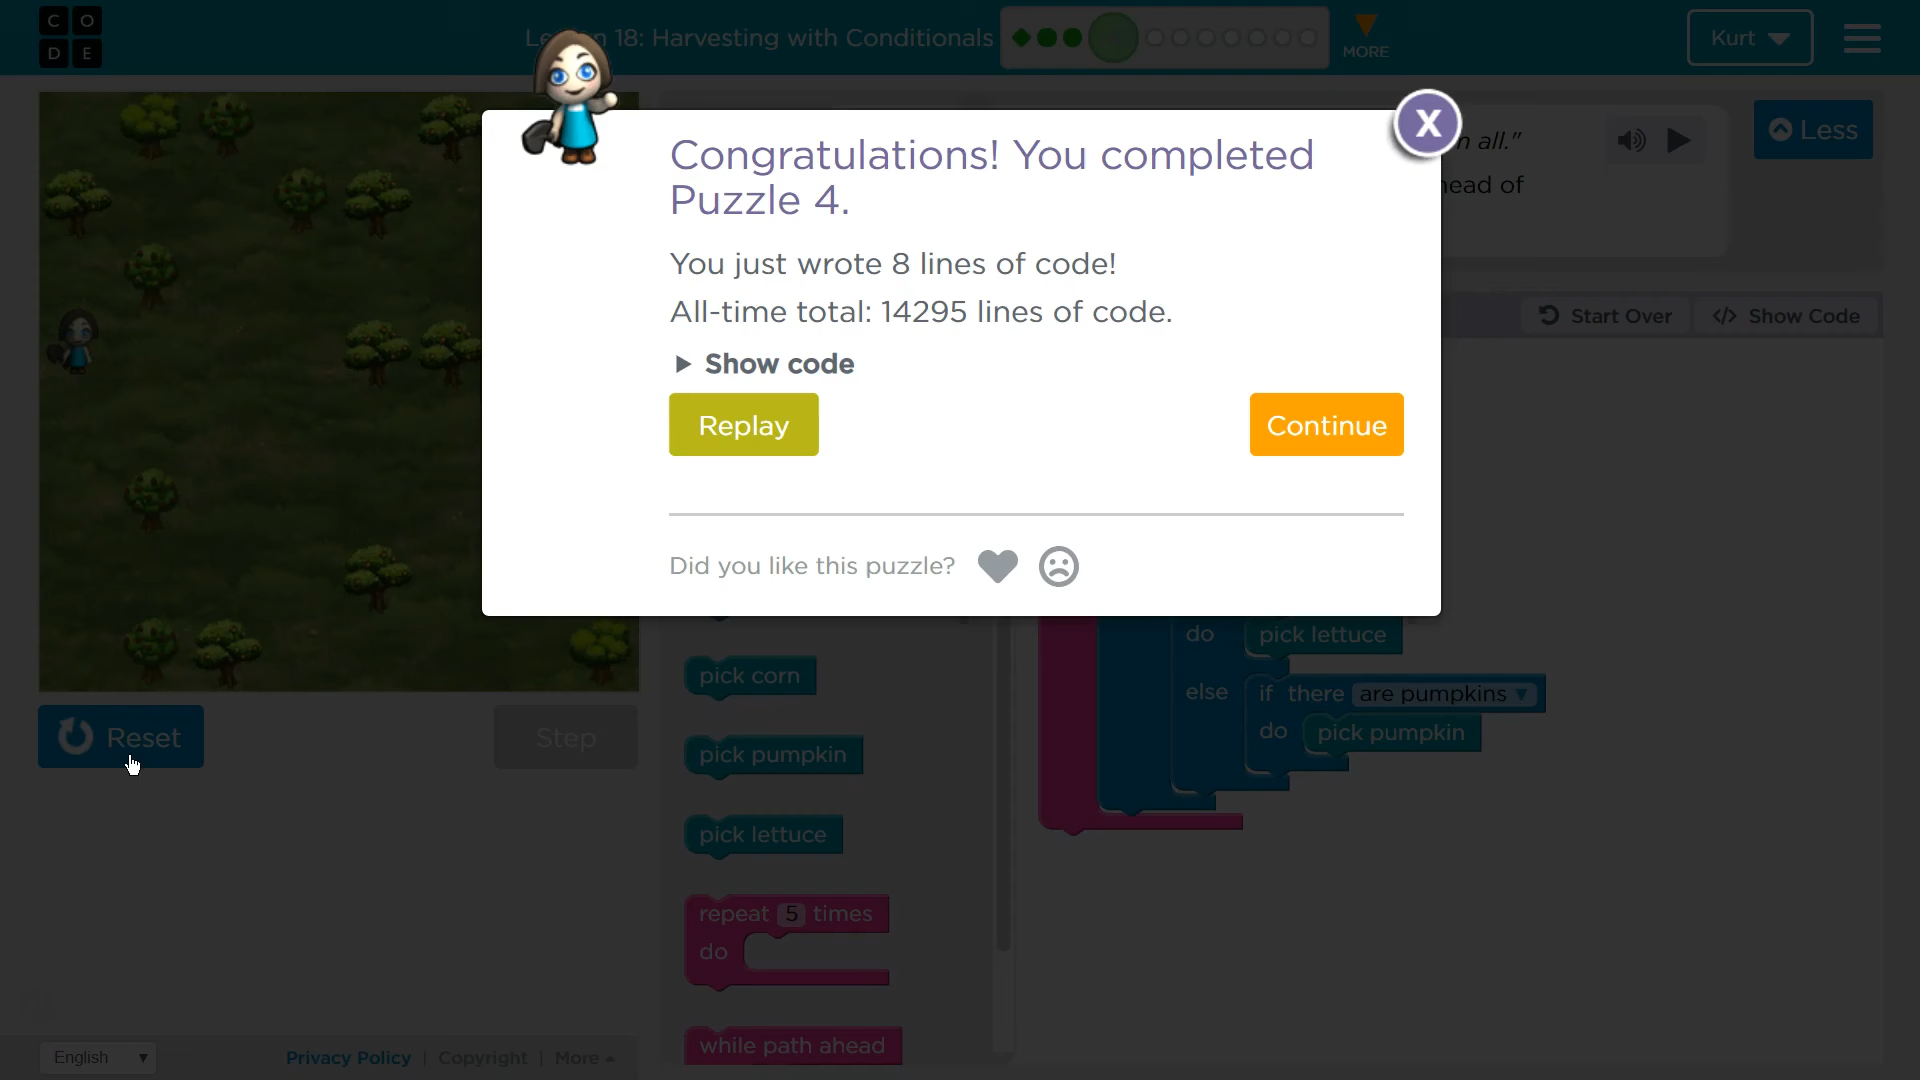 C O
D E
Lesson 18: Harvesting with Conditionals
MORE
Kurt
n all."
Less
head of
Congratulations! You completed
Puzzle 4.
X
You just wrote 8 lines of code!
All-time total: 14295 lines of code.
Show code
Replay
Continue
Did you like this puzzle?
Start Over
</> Show Code
Reset
Step
pick corn
pick pumpkin
pick lettuce
repeat 5 times
do
while path ahead
do pick lettuce
else if there are pumpkins
do pick pumpkin
English
Privacy Policy | Copyright | More